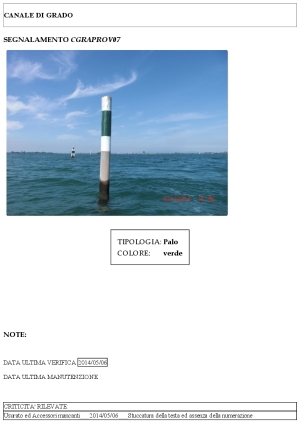 CANALE DI GRADO
SEGNALAMENTO CGRAPROV07
TIPOLOGIA: Palo
COLORE: verde
NOTE:
DATA ULTIMA VERIFICA 2014/05/06
DATA ULTIMA MANUTENZIONE
CRITICITA' RILEVATE
Usurato ed Accessori mancanti 2014/05/06 Stuccatura della testa ed assenza della numerazione